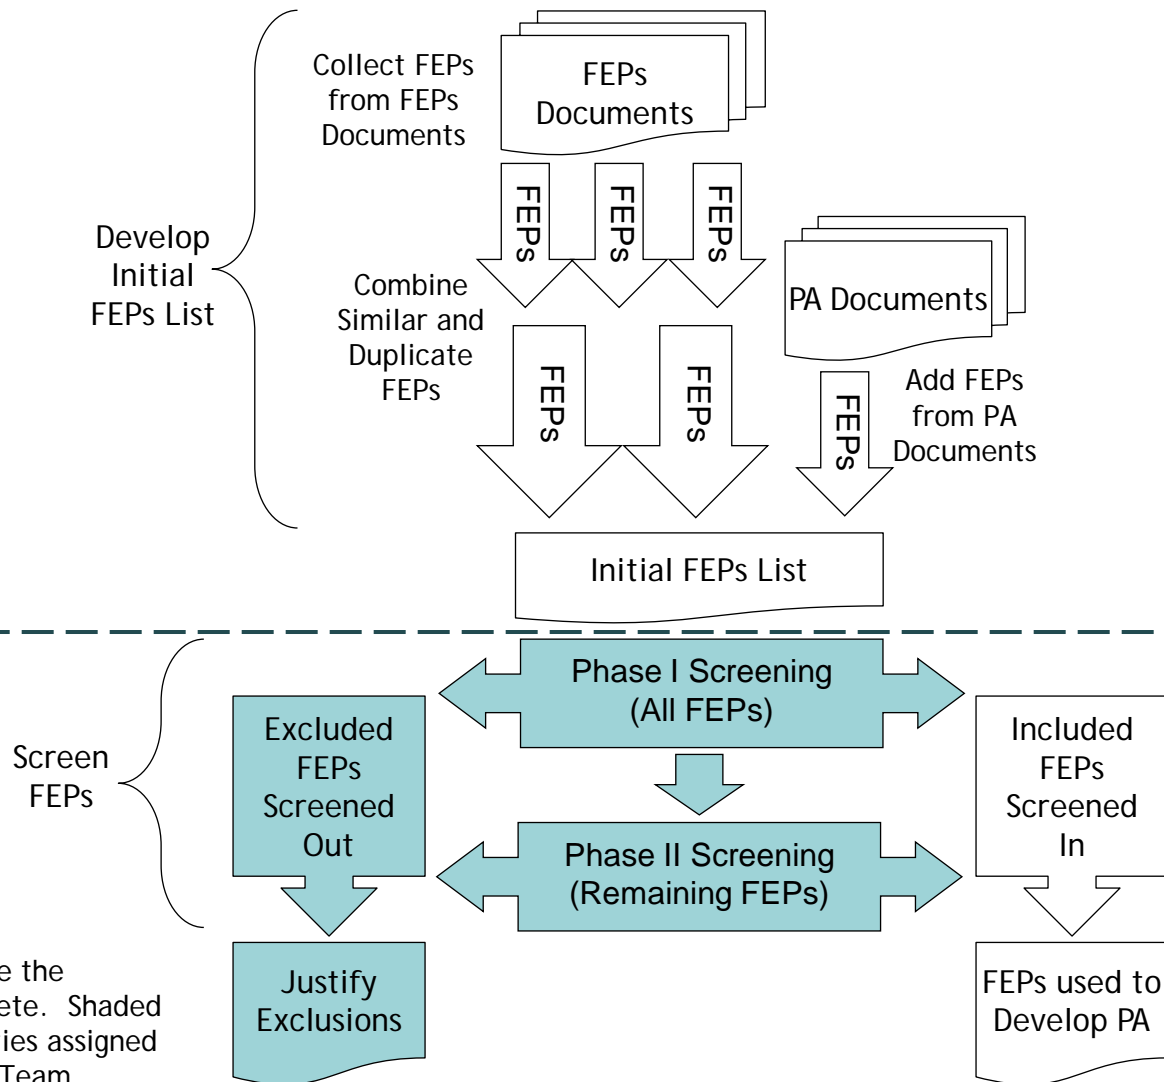 Collect FEPs
from FEPs
Documents
FEPs
Documents
FEPs
FEPs
FEPs
Develop
Initial
FEPs List
Combine
Similar and
Duplicate
FEPs
PA Documents
FEPs
FEPs
FEPs
Add FEPs
from PA
Documents
Initial FEPs List
Phase I Screening
(All FEPs)
Screen
FEPs
Excluded
FEPs
Screened
Out
Included
FEPs
Screened
In
Phase II Screening
(Remaining FEPs)
Justify
Exclusions
FEPs used to
Develop PA
e the
ete. Shaded
ies assigned
Team